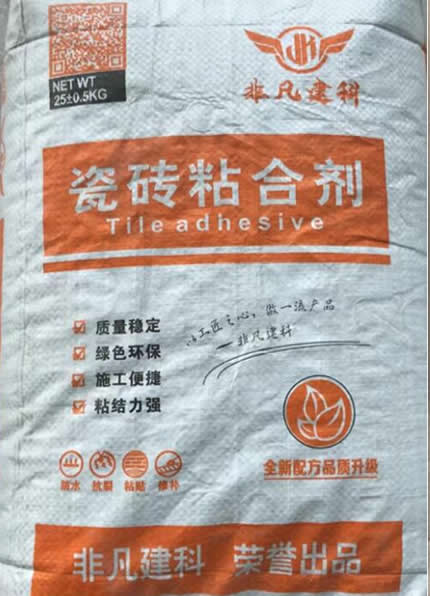 NET WT
25±0.5KG
JK
非凡建科
瓷砖粘合剂
Tile adhesive
质量稳定
绿色环保
施工便捷
粘结力强
以工匠之心,做一流产品
—非凡建科
全新配方品质升级
防水 抗裂 粘贴 修补
非凡建科 荣誉出品